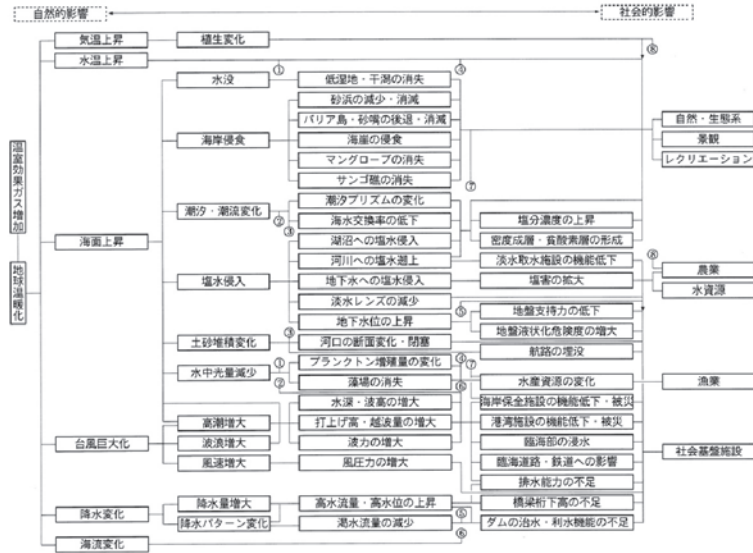 自然的影響
社会的影響
温室効果ガス増加
地球温暖化
気温上昇
植生変化
⑧
水温上昇
①
④
水没
低湿地・干潟の消失
砂浜の減少・消滅
バリア島・砂嘴の後退・消滅
自然・生態系
海岸侵食
海崖の侵食
景観
マングローブの消失
レクリエーション
サンゴ礁の消失
⑦
潮汐プリズムの変化
潮汐・潮流変化
②
海水交換率の低下
塩分濃度の上昇
③
海面上昇
湖沼への塩水侵入
密度成層・貧酸素層の形成
河川への塩水遡上
淡水取水施設の機能低下
⑧
塩水侵入
地下水への塩水侵入
塩害の拡大
農業
淡水レンズの減少
水資源
地下水位の上昇
⑤
地盤支持力の低下
地盤液状化危険度の増大
土砂堆積変化
③
河口の断面変化・閉塞
航路の埋没
水中光量減少
①
プランクトン増殖量の変化
④
⑦
②
藻場の消失
⑥
水産資源の変化
漁業
水深・波高の増大
海岸保全施設の機能低下・被災
高潮増大
打上げ高・越波量の増大
港湾施設の機能低下・被災
台風巨大化
波浪増大
波力の増大
臨海部の浸水
社会基盤施設
風速増大
風圧力の増大
臨海道路・鉄道への影響
排水能力の不足
降水量増大
高水流量・高水位の上昇
橋梁桁下高の不足
降水変化
降水パターン変化
渇水流量の減少
⑤
ダムの治水・利水機能の不足
海流変化
⑥